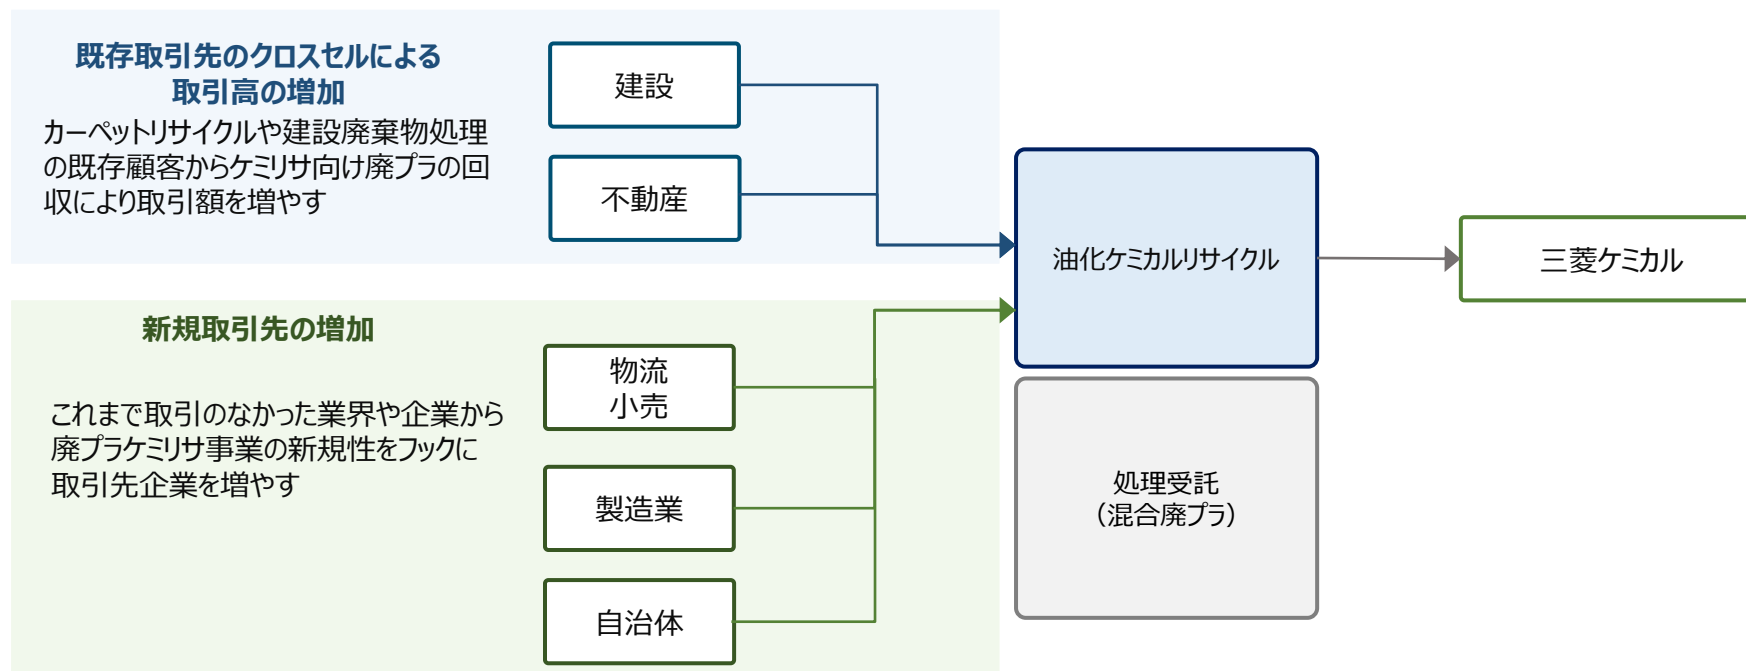 既存取引先のクロスセルによる
取引高の増加
カーペットリサイクルや建設廃棄物処理
の既存顧客からケミリサ向け廃プラの回
収により取引額を増やす
建設
不動産
新規取引先の増加
これまで取引のなかった業界や企業から
廃プラケミリサ事業の新規性をフックに
取引先企業を増やす
物流
小売
製造業
自治体
油化ケミカルリサイクル
処理受託
（混合廃プラ）
三菱ケミカル